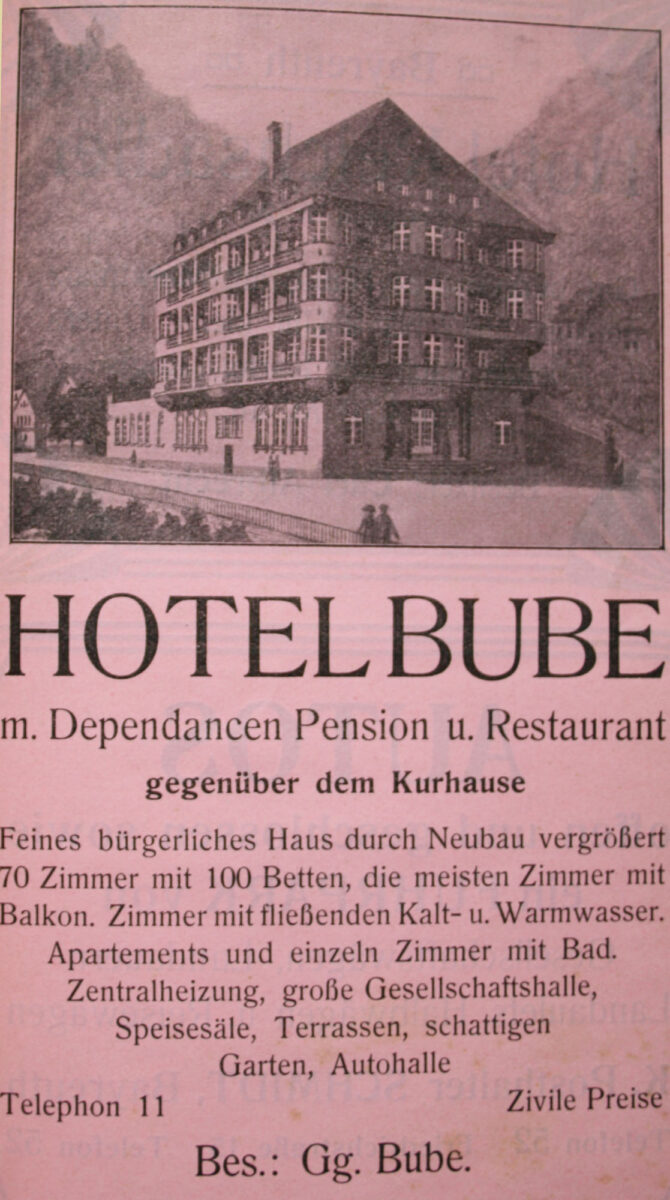 HOTEL BUBE
m. Dependancen Pension u. Restaurant
gegenüber dem Kurhause
Feines bürgerliches Haus durch Neubau vergrößert
70 Zimmer mit 100 Betten, die meisten Zimmer mit
Balkon. Zimmer mit fließenden Kalt- u. Warmwasser.
Apartements und einzeln Zimmer mit Bad.
Zentralheizung, große Gesellschaftshalle,
Speisesäle, Terrassen, schattigen
Garten, Autohalle
Telephon 11 Zivile Preise
Bes.: Gg. Bube.